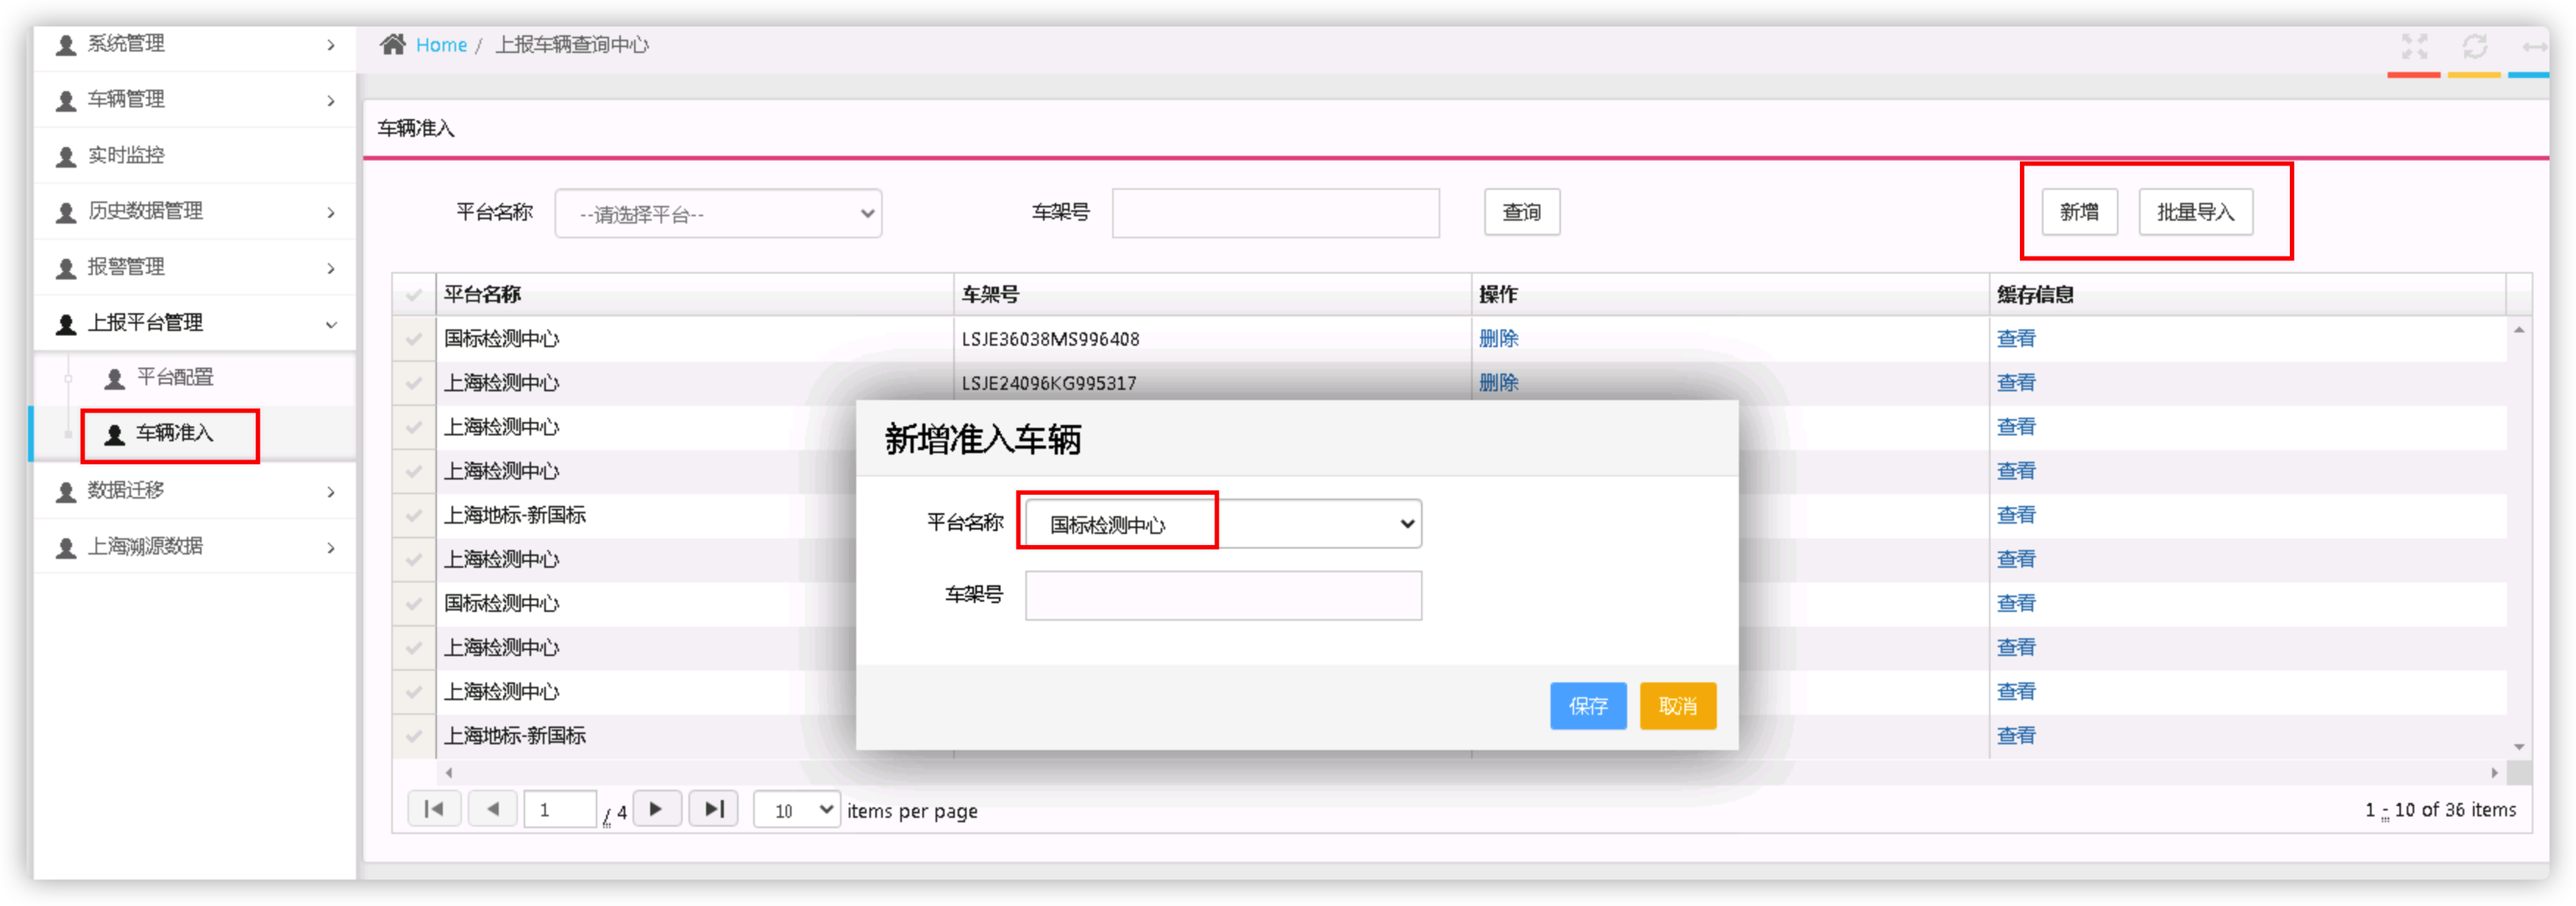 系统管理
车辆管理
实时监控
历史数据管理
报警管理
上报平台管理
平台配置
车辆准入
数据迁移
上海溯源数据
Home / 上报车辆查询中心
车辆准入
平台名称 --请选择平台-- 车架号 查询 新增 批量导入
平台名称 车架号 操作 缓存信息
国标检测中心 LSJE36038MS996408 删除 查看
上海检测中心 LSJE24096KG995317 删除 查看
上海检测中心 查看
上海检测中心 查看
上海地标-新国标 查看
上海检测中心 查看
国标检测中心 查看
上海检测中心 查看
上海检测中心 查看
上海地标-新国标 查看
新增准入车辆
平台名称 国标检测中心
车架号
保存 取消
1 / 4 10 items per page 1 - 10 of 36 items